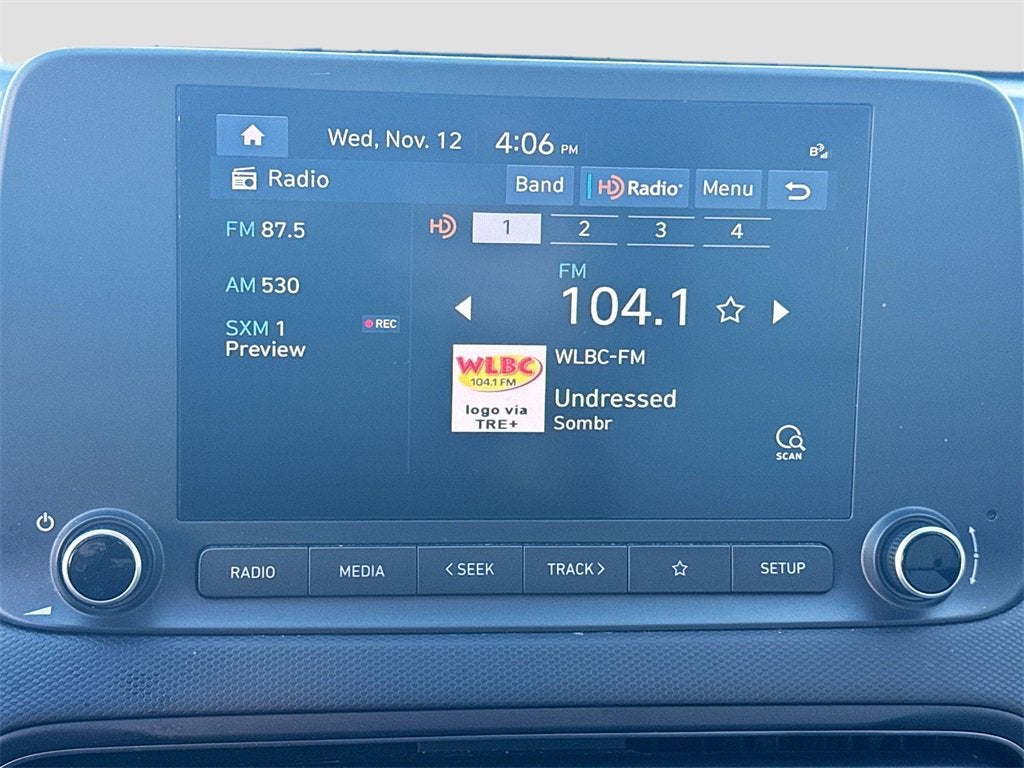 Wed, Nov. 12 4:06 PM
Radio Band HD Radio Menu
FM 87.5
AM 530
SXM 1 REC
Preview
HD 1 2 3 4
FM
104.1
WLBC-FM
Undressed
Sombr
WLBC
104.1 FM
logo via
TRE+
SCAN
RADIO MEDIA < SEEK TRACK > SETUP